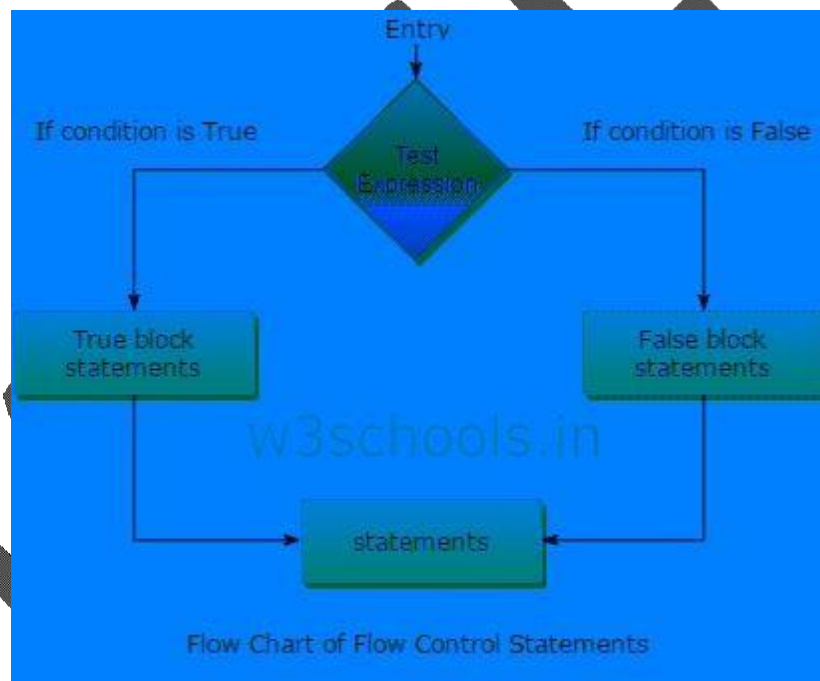 Entry
If condition is True
If condition is False
Test
Expression
True block
statements
False block
statements
w3schools.in
statements
Flow Chart of Flow Control Statements